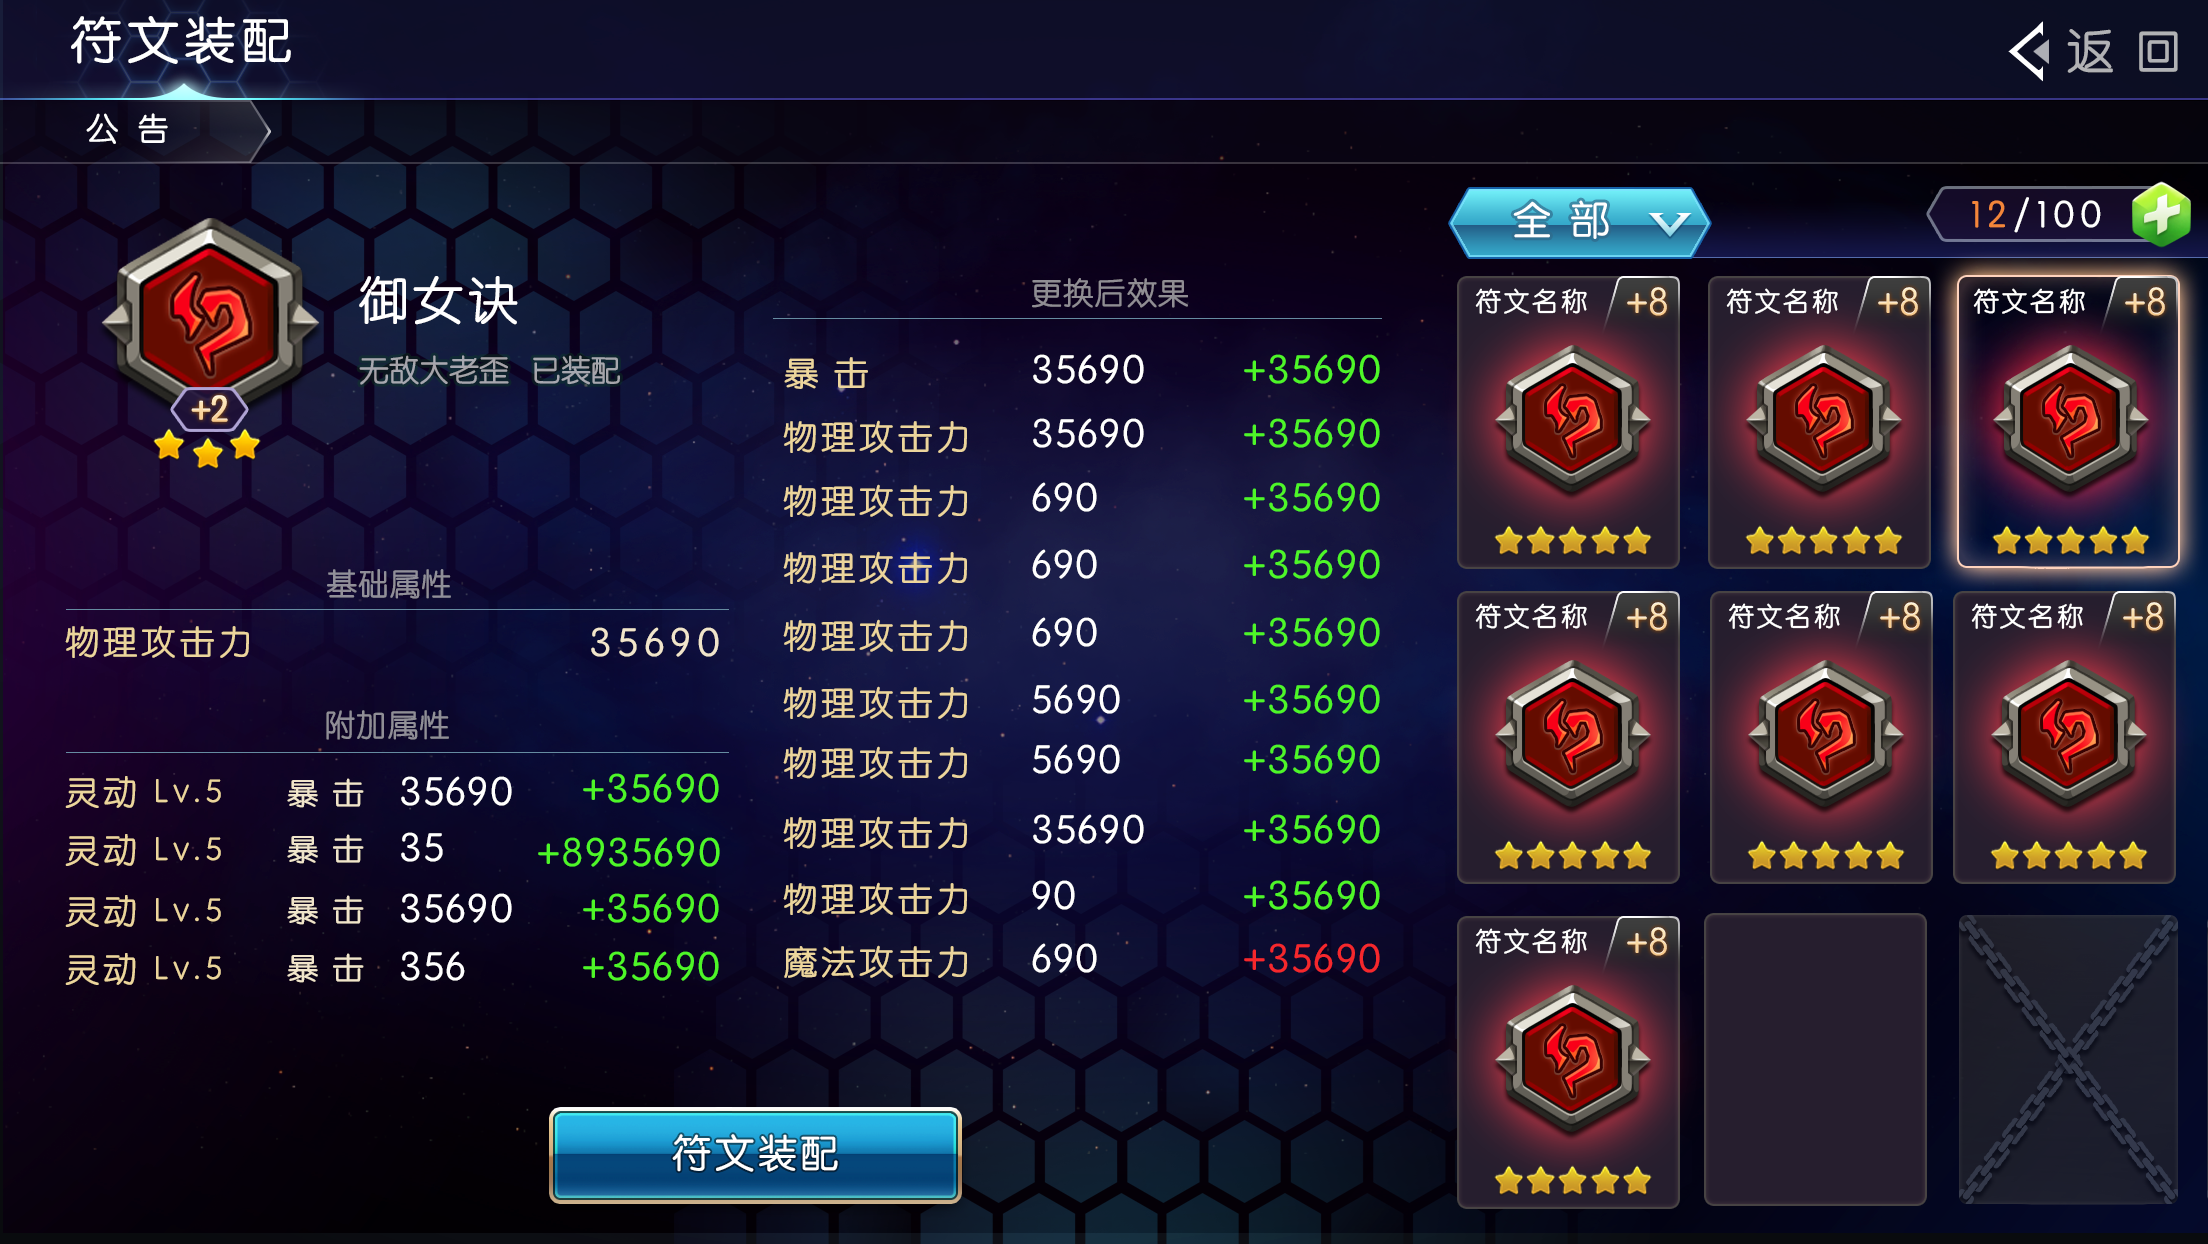 符文装配
返回
公告
御女诀
无敌大老歪 已装配
+2
基础属性
物理攻击力 35690
附加属性
灵动 Lv.5 暴击 35690 +35690
灵动 Lv.5 暴击 35 +8935690
灵动 Lv.5 暴击 35690 +35690
灵动 Lv.5 暴击 356 +35690
更换后效果
暴击 35690 +35690
物理攻击力 35690 +35690
物理攻击力 690 +35690
物理攻击力 690 +35690
物理攻击力 690 +35690
物理攻击力 5690 +35690
物理攻击力 5690 +35690
物理攻击力 35690 +35690
物理攻击力 90 +35690
魔法攻击力 690 +35690
符文装配
全部
12/100
符文名称 +8
符文名称 +8
符文名称 +8
符文名称 +8
符文名称 +8
符文名称 +8
符文名称 +8